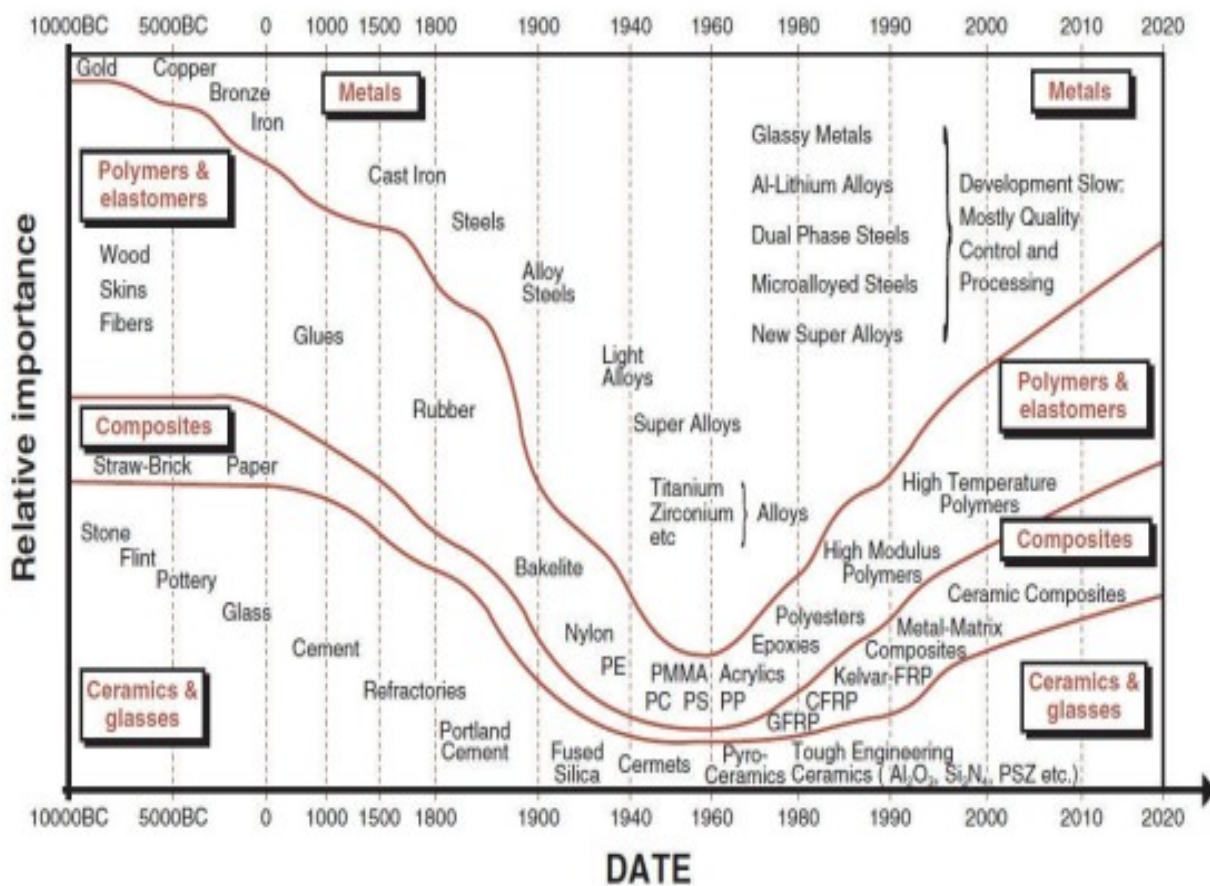 10000BC 5000BC 0 1000 1500 1800 1900 1940 1960 1980 1990 2000 2010 2020
Gold
Copper
Bronze
Iron
Metals
Metals
Polymers &
elastomers
Wood
Skins
Fibers
Glues
Cast Iron
Steels
Alloy
Steels
Rubber
Light
Alloys
Super Alloys
Titanium
Zirconium
etc
Alloys
Glassy Metals
Al-Lithium Alloys
Dual Phase Steels
Microalloyed Steels
New Super Alloys
Development Slow:
Mostly Quality
Control and
Processing
Polymers &
elastomers
Composites
Straw-Brick
Paper
High Temperature
Polymers
Composites
High Modulus
Polymers
Bakelite
Nylon
PE
Polyesters
Epoxies
PMMA
Acrylics
PC
PS
PP
Ceramic Composites
Metal-Matrix
Composites
Kelvar-FRP
CFRP
GFRP
Stone
Flint
Pottery
Glass
Cement
Refractories
Portland
Cement
Ceramics &
glasses
Ceramics &
glasses
Fused
Silica
Cermets
Pyro-
Ceramics
Tough Engineering
Ceramics ( Al₂O₃, Si₃N₄, PSZ etc.)
Relative importance
10000BC 5000BC 0 1000 1500 1800 1900 1940 1960 1980 1990 2000 2010 2020
DATE